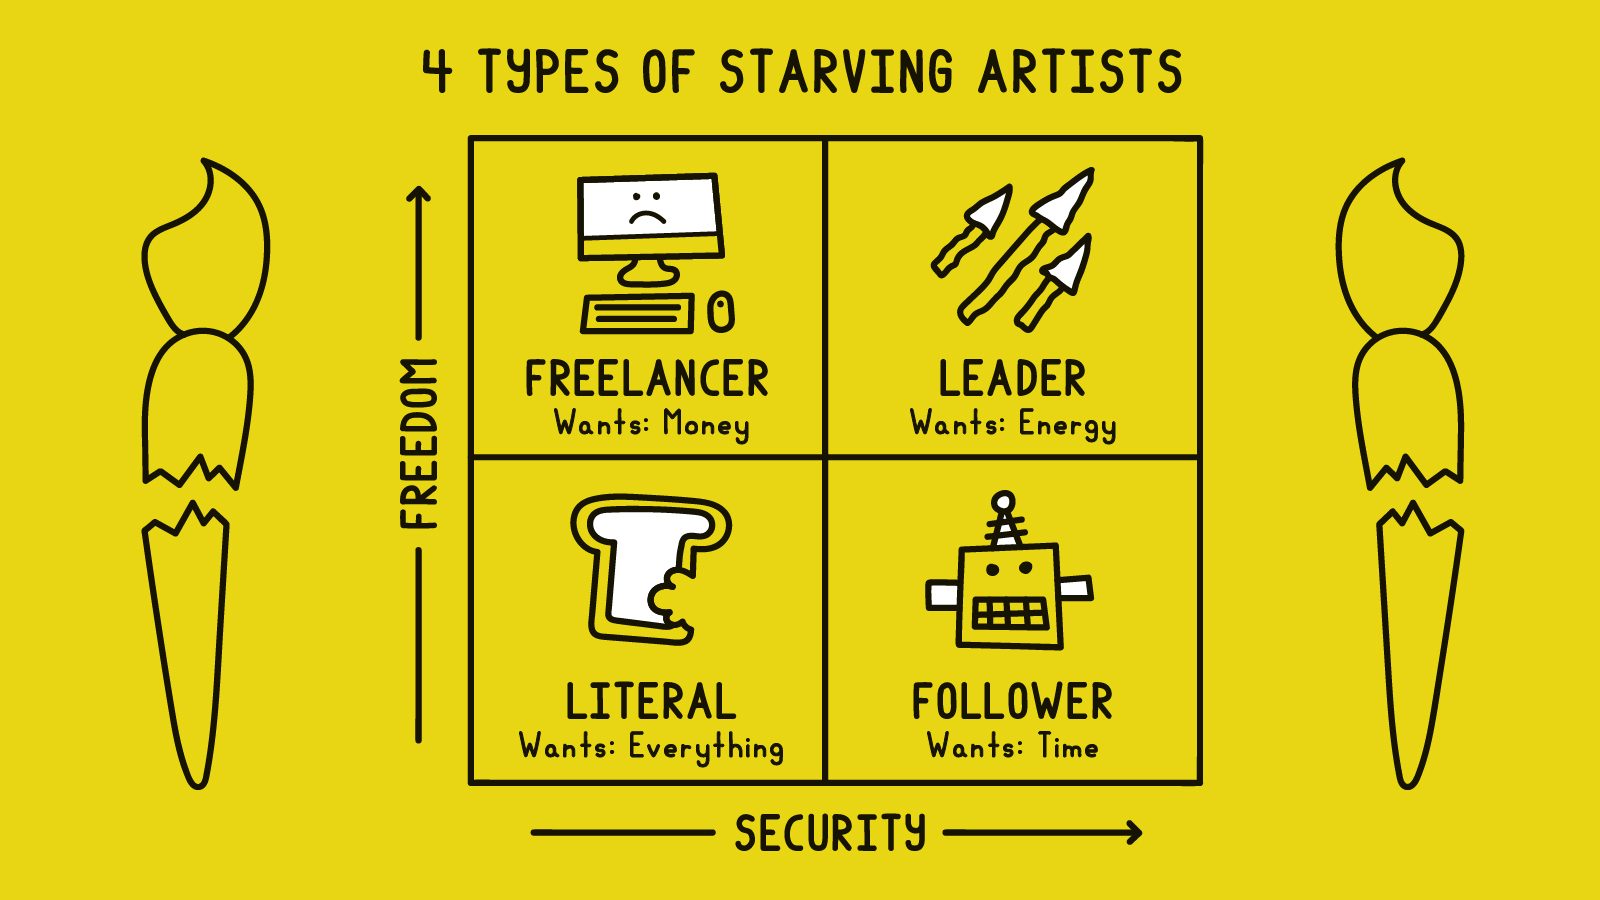 4 TYPES OF STARVING ARTISTS
FREEDOM
FREELANCER
Wants: Money
LEADER
Wants: Energy
LITERAL
Wants: Everything
FOLLOWER
Wants: Time
SECURITY